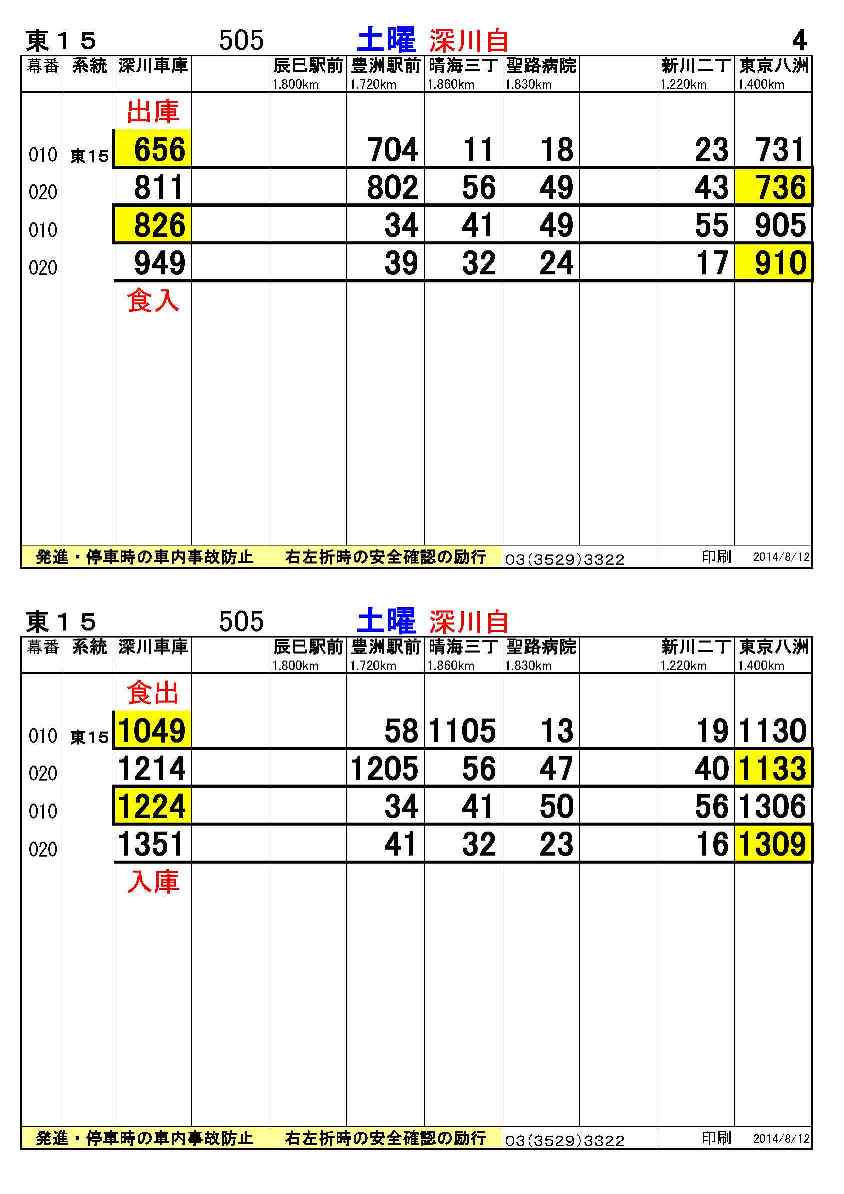 東１５ 505 土曜 深川自 4
幕番 系統 深川車庫 辰巳駅前 豊洲駅前 晴海三丁 聖路病院 新川二丁 東京八洲
1.800km 1.720km 1.860km 1.830km 1.220km 1.400km
出庫
010 東15 656 704 11 18 23 731
020 811 802 56 49 43 736
010 826 34 41 49 55 905
020 949 39 32 24 17 910
食入
発進・停車時の車内事故防止 右左折時の安全確認の励行 03(3529)3322 印刷 2014/8/12
東１５ 505 土曜 深川自
幕番 系統 深川車庫 辰巳駅前 豊洲駅前 晴海三丁 聖路病院 新川二丁 東京八洲
1.800km 1.720km 1.860km 1.830km 1.220km 1.400km
食出
010 東15 1049 58 1105 13 19 1130
020 1214 1205 56 47 40 1133
010 1224 34 41 50 56 1306
020 1351 41 32 23 16 1309
入庫
発進・停車時の車内事故防止 右左折時の安全確認の励行 03(3529)3322 印刷 2014/8/12